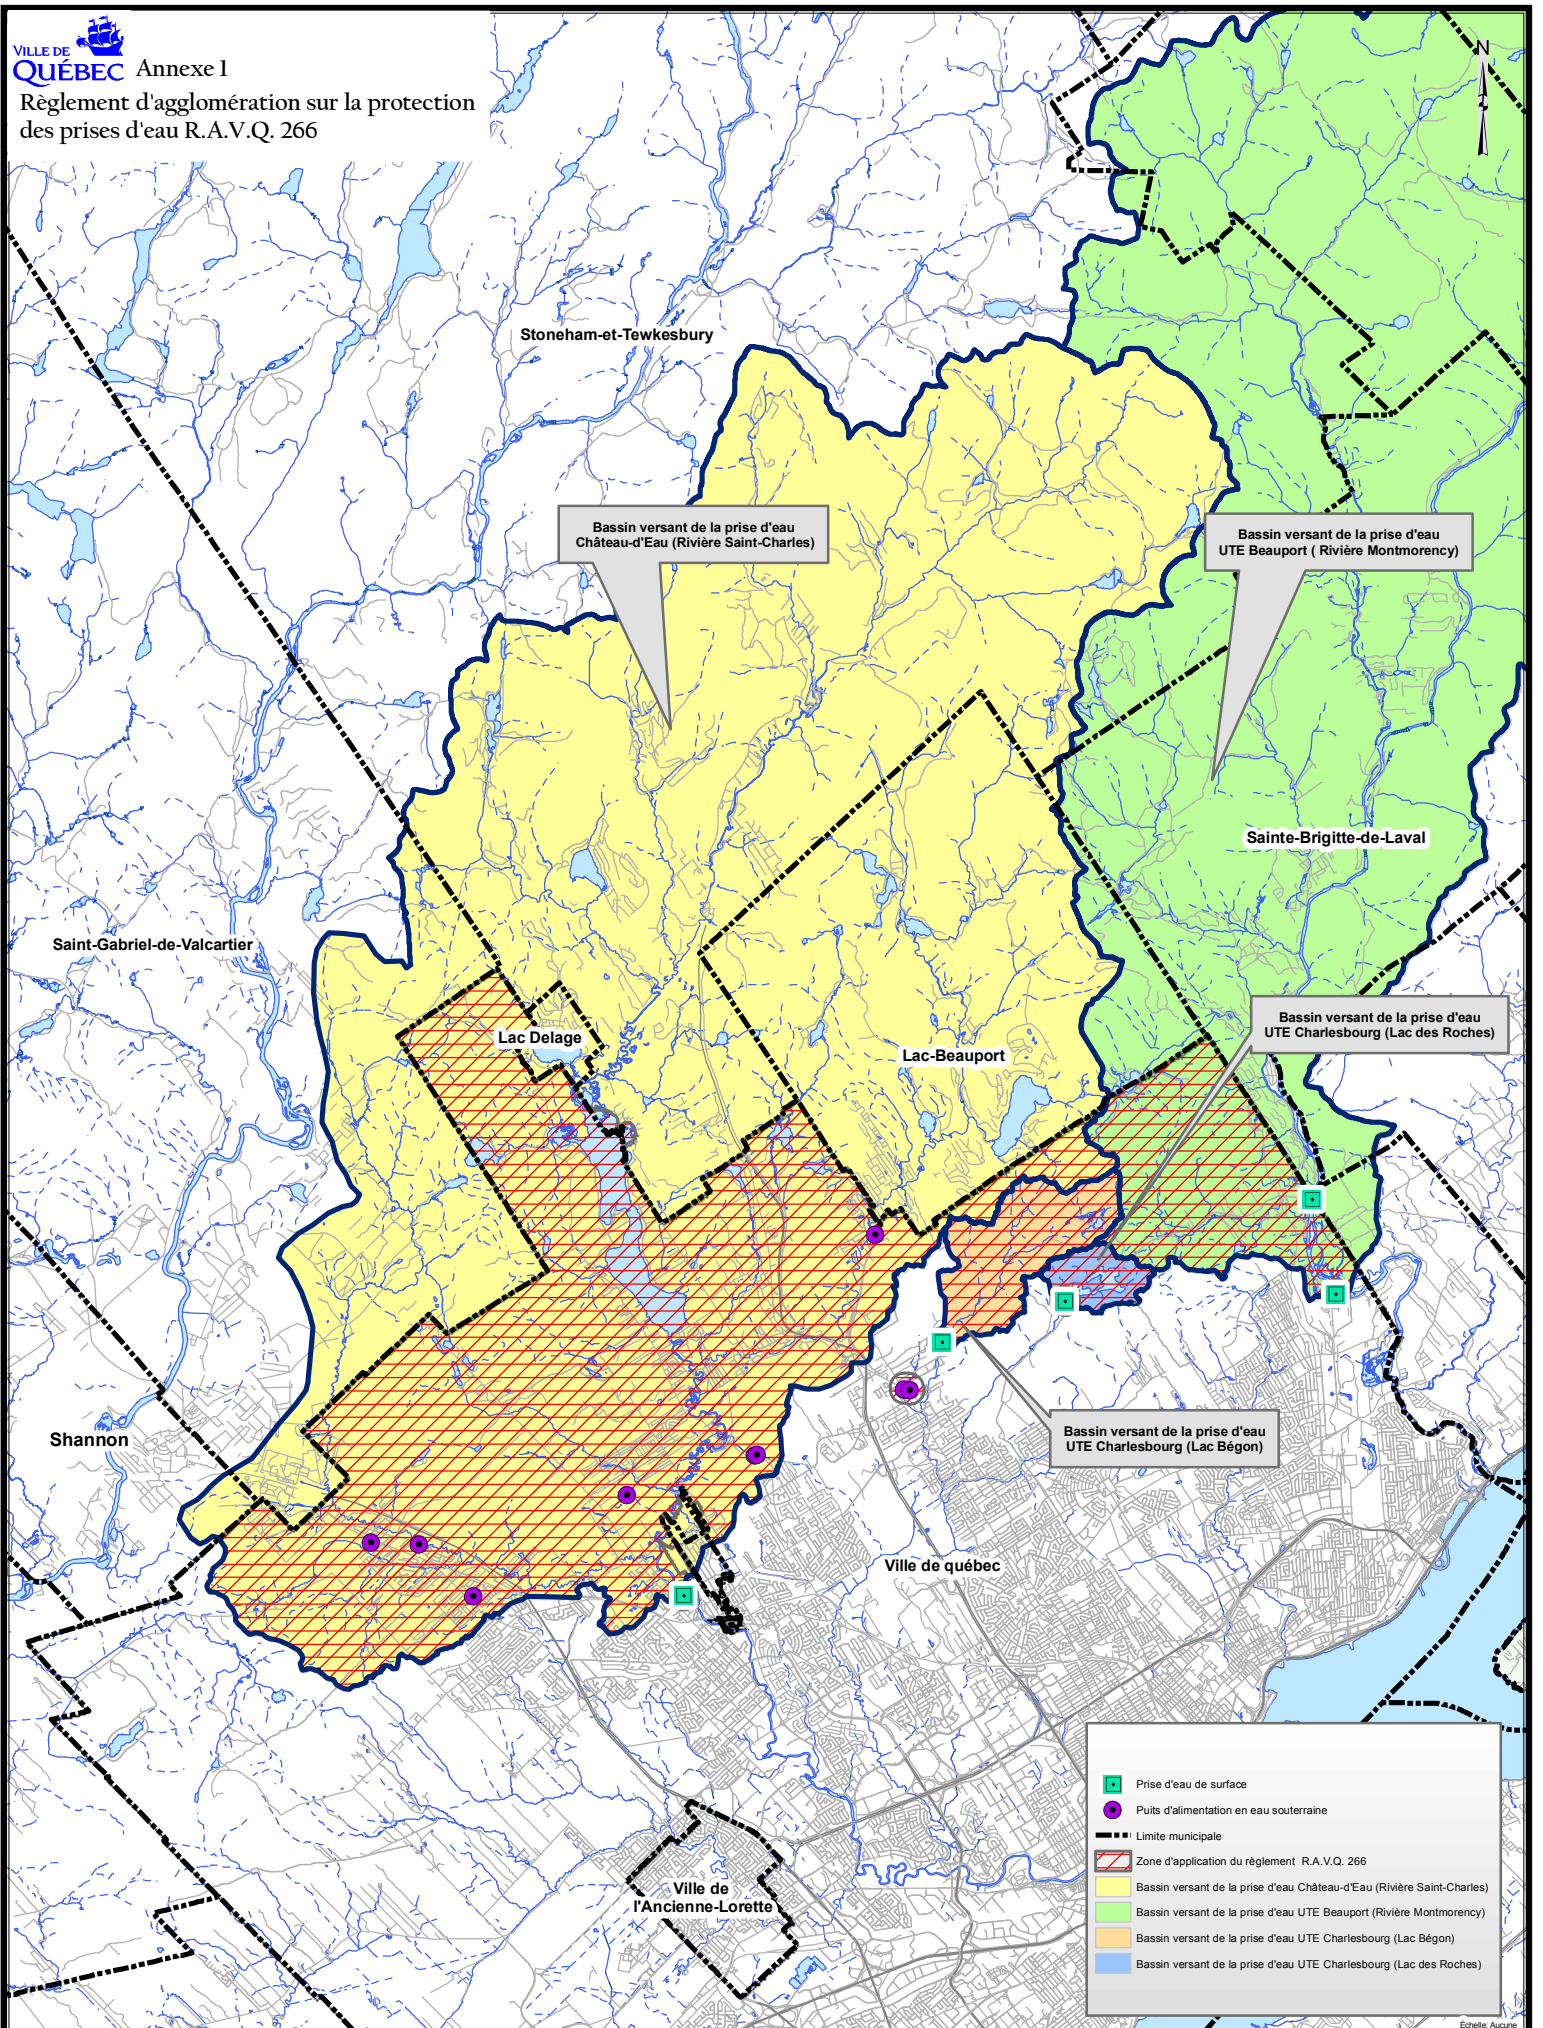 VILLE DE
QUÉBEC
Annexe 1
Règlement d'agglomération sur la protection
des prises d'eau R.A.V.Q. 266
N
Stoneham-et-Tewkesbury
Bassin versant de la prise d'eau
Château-d'Eau (Rivière Saint-Charles)
Bassin versant de la prise d'eau
UTE Beauport ( Rivière Montmorency)
Sainte-Brigitte-de-Laval
Saint-Gabriel-de-Valcartier
Bassin versant de la prise d'eau
UTE Charlesbourg (Lac des Roches)
Lac Delage
Lac-Beauport
Shannon
Bassin versant de la prise d'eau
UTE Charlesbourg (Lac Bégon)
Ville de québec
Ville de
l'Ancienne-Lorette
Prise d'eau de surface
Puits d'alimentation en eau souterraine
Limite municipale
Zone d'application du règlement R.A.V.Q. 266
Bassin versant de la prise d'eau Château-d'Eau (Rivière Saint-Charles)
Bassin versant de la prise d'eau UTE Beauport (Rivière Montmorency)
Bassin versant de la prise d'eau UTE Charlesbourg (Lac Bégon)
Bassin versant de la prise d'eau UTE Charlesbourg (Lac des Roches)
Échelle: Aucune